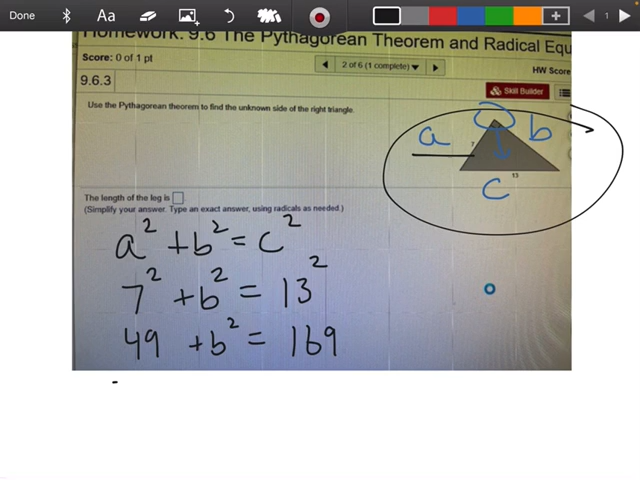 Done Aa 1
Homework: 9.6 The Pythagorean Theorem and Radical Equ
Score: 0 of 1 pt
2 of 6 (1 complete)
HW Score
9.6.3
Skill Builder
Use the Pythagorean theorem to find the unknown side of the right triangle.
a b
7
13
c
The length of the leg is
(Simplify your answer. Type an exact answer, using radicals as needed.)
a² + b² = c²
7² + b² = 13²
49 + b² = 169